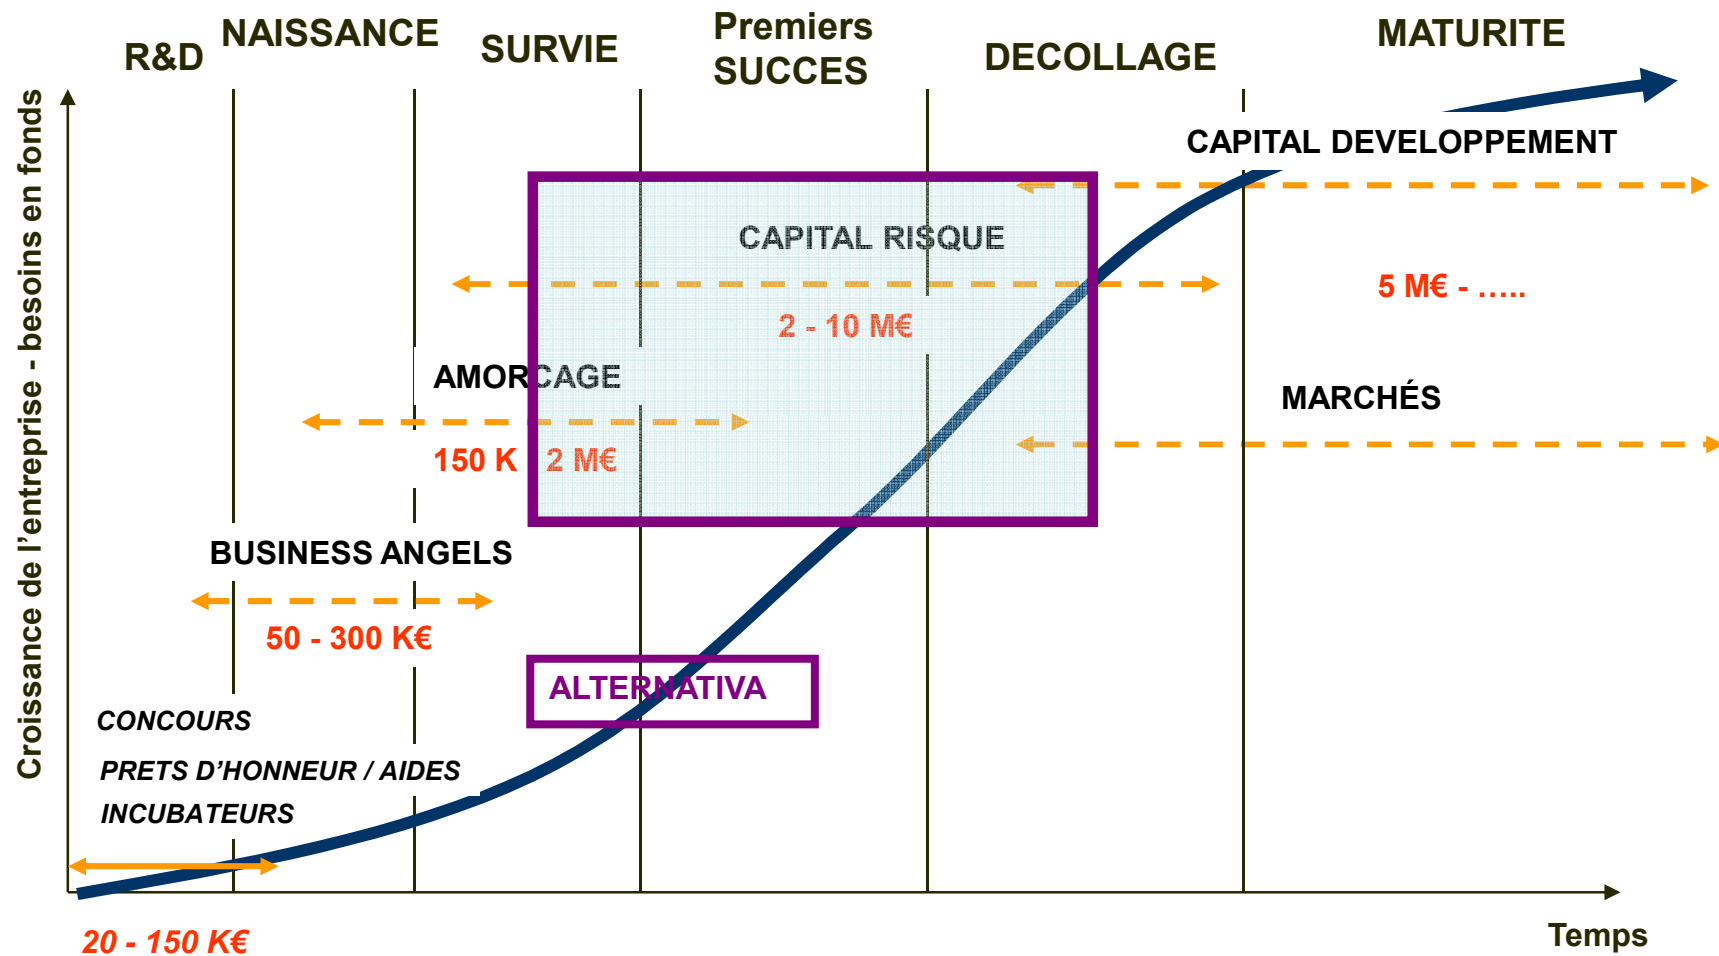 R&D
NAISSANCE
SURVIE
Premiers
SUCCES
DECOLLAGE
MATURITE
Croissance de l'entreprise - besoins en fonds
CAPITAL DEVELOPPEMENT
CAPITAL RISQUE
5 M€ - .....
2 - 10 M€
AMORCAGE
MARCHÉS
150 K 2 M€
BUSINESS ANGELS
50 - 300 K€
ALTERNATIVA
CONCOURS
PRETS D'HONNEUR / AIDES
INCUBATEURS
20 - 150 K€
Temps